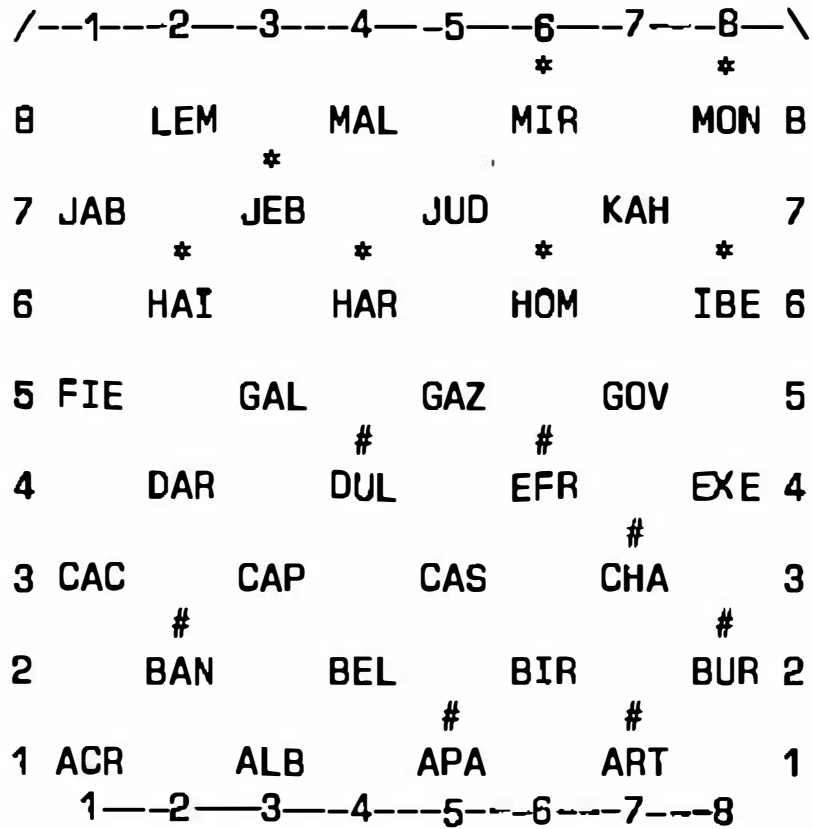 /--1---2---3---4---5---6---7---8--\
* *
8 LEM MAL MIR MON 8
*
7 JAB JEB JUD KAH 7
* * * *
6 HAI HAR HOM IBE 6
5 FIE GAL GAZ GOV 5
# #
4 DAR DUL EFR EXE 4
#
3 CAC CAP CAS CHA 3
# #
2 BAN BEL BIR BUR 2
# #
1 ACR ALB APA ART 1
1---2---3---4---5---6---7---8